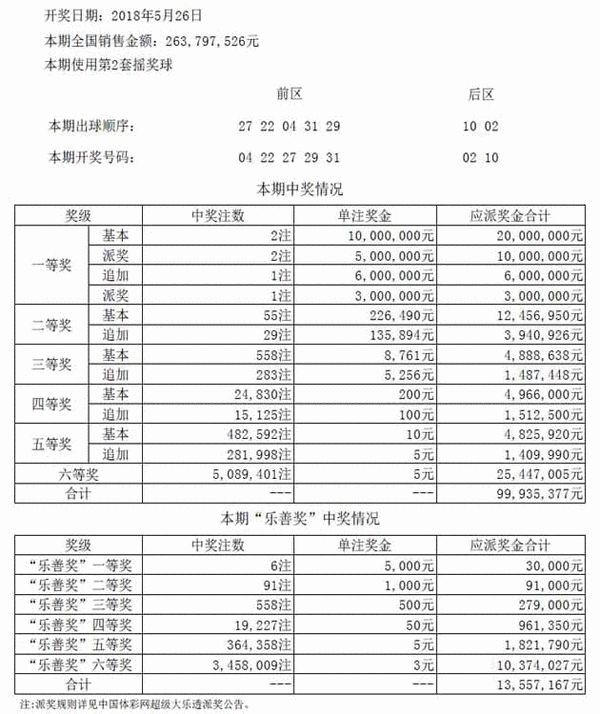 开奖日期：2018年5月26日
本期全国销售金额：263,797,526元
本期使用第2套摇奖球
前区 后区
本期出球顺序： 27 22 04 31 29 10 02
本期开奖号码： 04 22 27 29 31 02 10
本期中奖情况
奖级 中奖注数 单注奖金 应派奖金合计
一等奖 基本 2注 10,000,000元 20,000,000元
派奖 2注 5,000,000元 10,000,000元
追加 1注 6,000,000元 6,000,000元
派奖 1注 3,000,000元 3,000,000元
二等奖 基本 55注 226,490元 12,456,950元
追加 29注 135,894元 3,940,926元
三等奖 基本 558注 8,761元 4,888,638元
追加 283注 5,256元 1,487,448元
四等奖 基本 24,830注 200元 4,966,000元
追加 15,125注 100元 1,512,500元
五等奖 基本 482,592注 10元 4,825,920元
追加 281,998注 5元 1,409,990元
六等奖 5,089,401注 5元 25,447,005元
合计 --- --- 99,935,377元
本期“乐善奖”中奖情况
奖级 中奖注数 单注奖金 应派奖金合计
“乐善奖”一等奖 6注 5,000元 30,000元
“乐善奖”二等奖 91注 1,000元 91,000元
“乐善奖”三等奖 558注 500元 279,000元
“乐善奖”四等奖 19,227注 50元 961,350元
“乐善奖”五等奖 364,358注 5元 1,821,790元
“乐善奖”六等奖 3,458,009注 3元 10,374,027元
合计 --- --- 13,557,167元
注:派奖规则详见中国体彩网超级大乐透派奖公告。